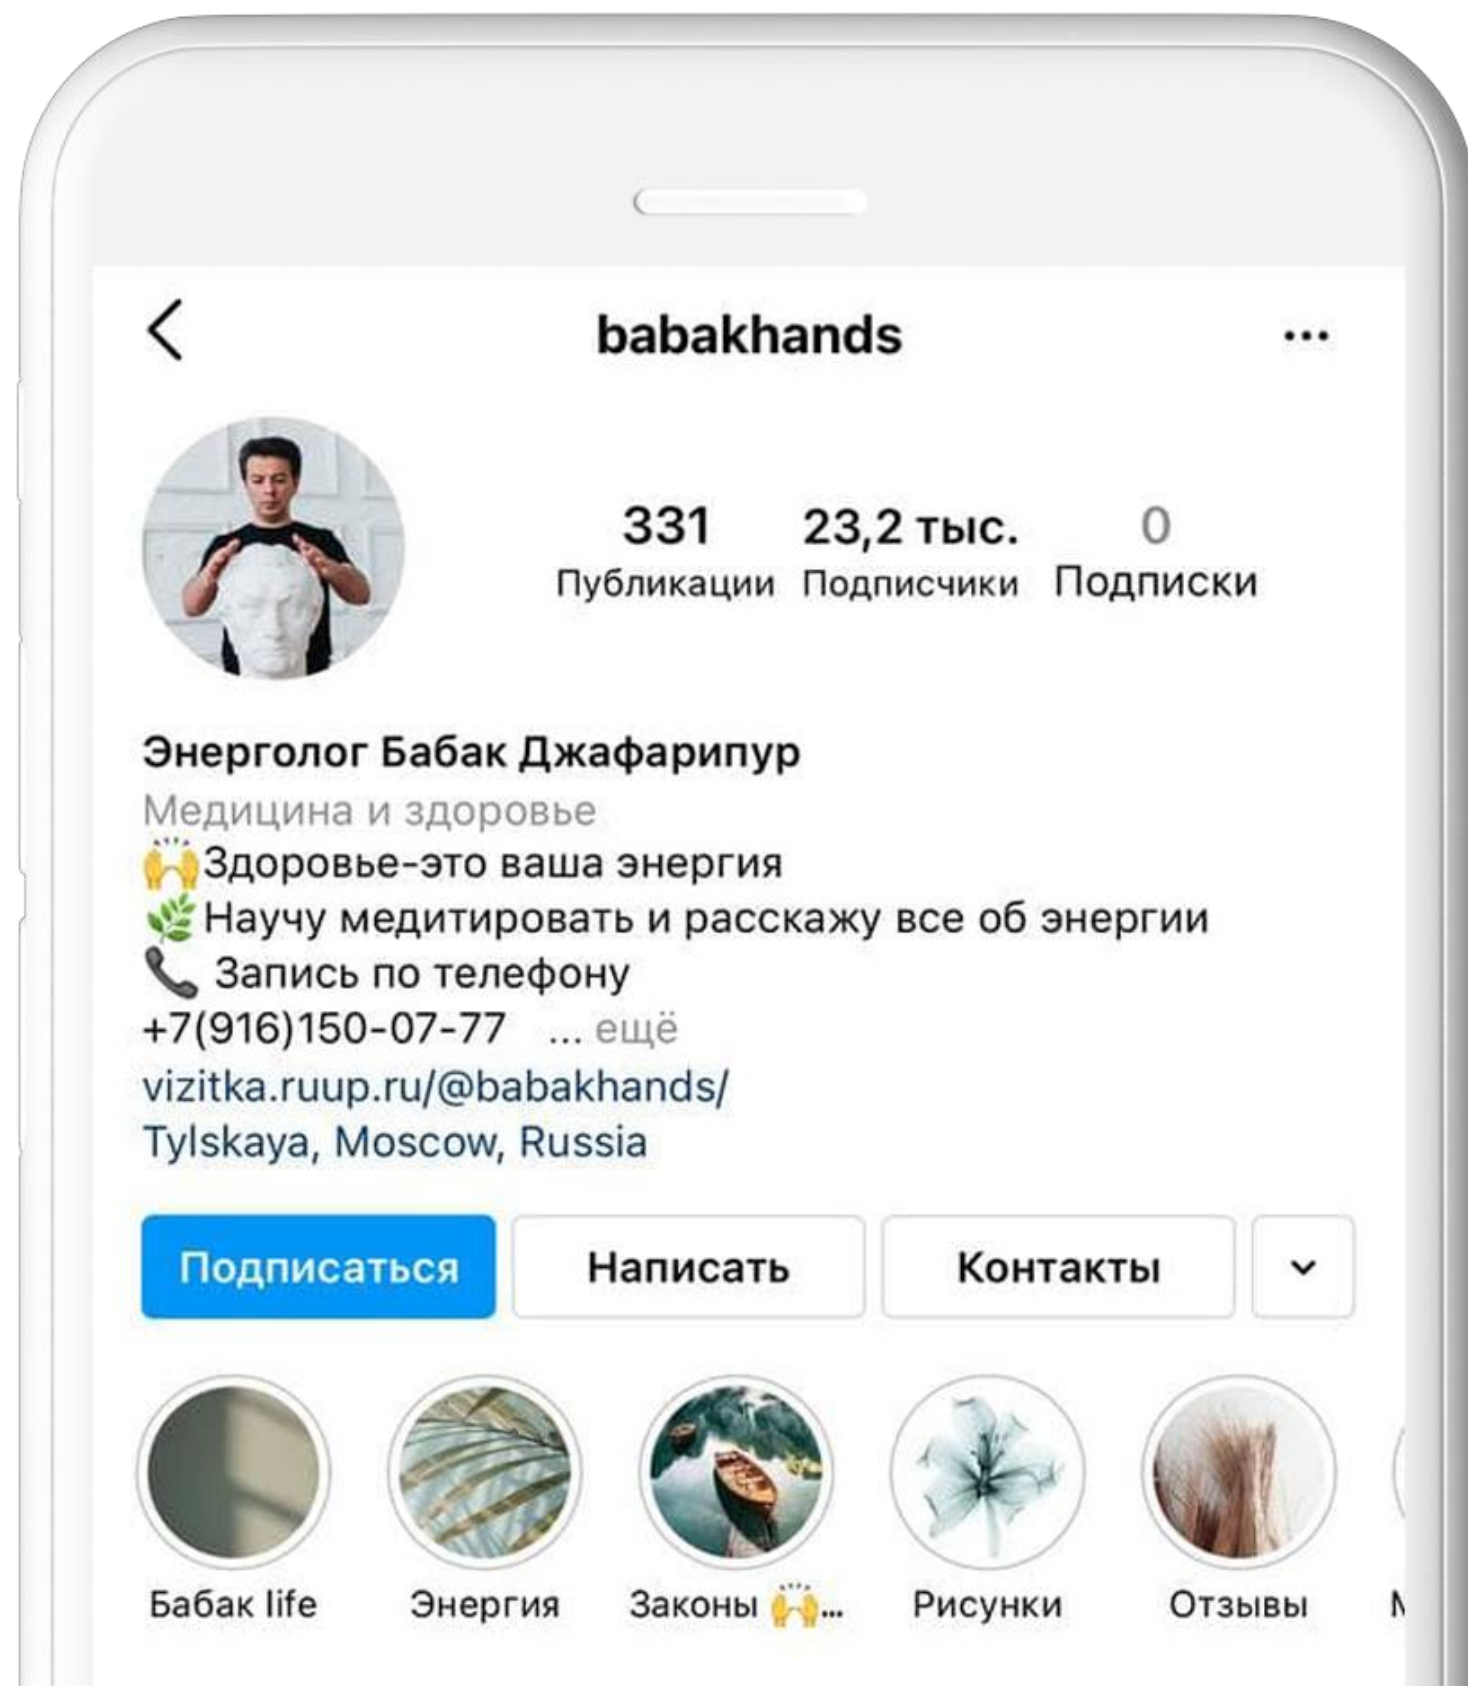 babakhands
...
331
Публикации
23,2 тыс.
Подписчики
0
Подписки
Энерголог Бабак Джафарипур
Медицина и здоровье
🙌Здоровье-это ваша энергия
🌿Научу медитировать и расскажу все об энергии
📞 Запись по телефону
+7(916)150-07-77 ... ещё
vizitka.ruup.ru/@babakhands/
Tylskaya, Moscow, Russia
Подписаться
Написать
Контакты
Бабак life
Энергия
Законы 🙌...
Рисунки
Отзывы